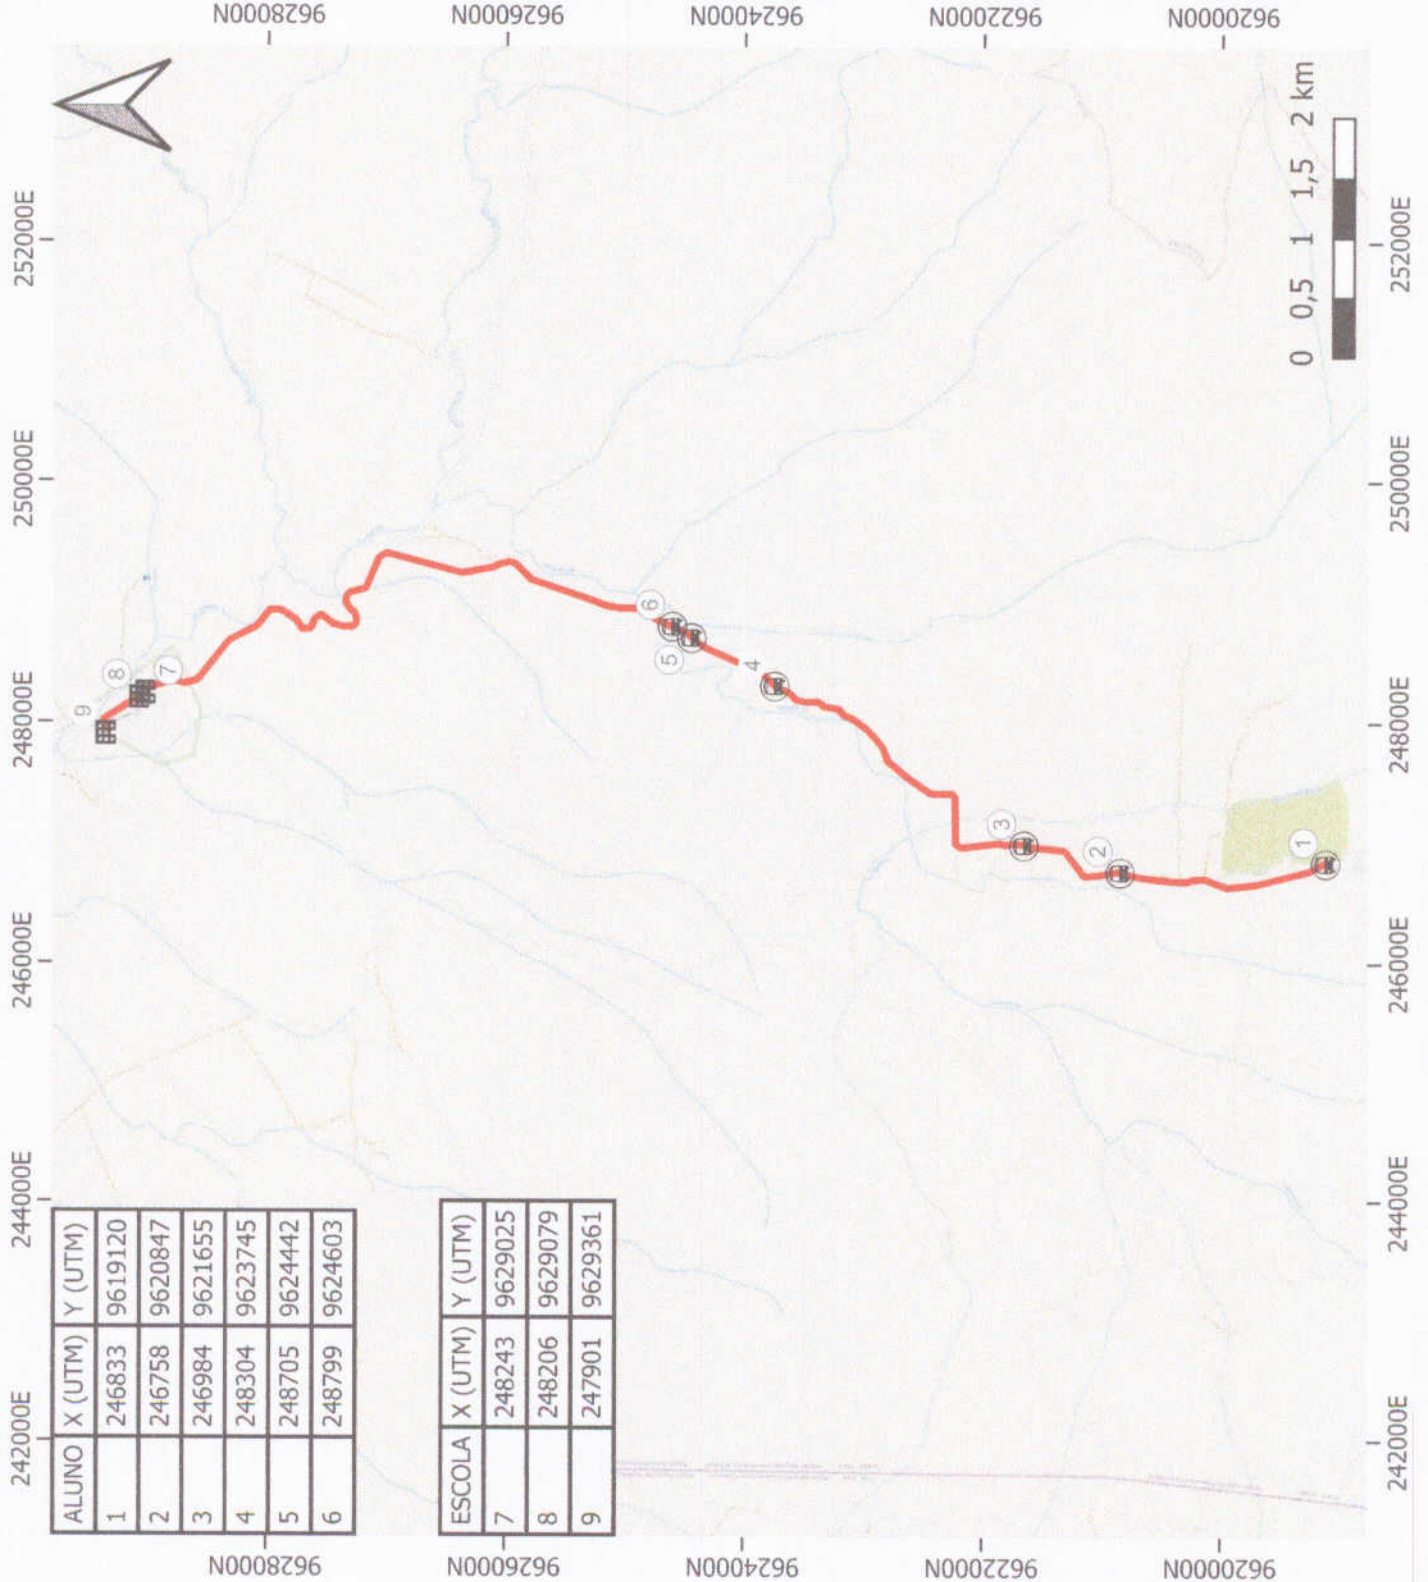 ALUNO X (UTM) Y (UTM)
1 246833 9619120
2 246758 9620847
3 246984 9621655
4 248304 9623745
5 248705 9624442
6 248799 9624603
ESCOLA X (UTM) Y (UTM)
7 248243 9629025
8 248206 9629079
9 247901 9629361
242000E
244000E
246000E
248000E
250000E
252000E
9628000N
9626000N
9624000N
9622000N
9620000N
9628000N
9626000N
9624000N
9622000N
9620000N
9
8
7
6
5
4
3
2
1
0 0,5 1 1,5 2 km
242000E
244000E
246000E
248000E
250000E
252000E